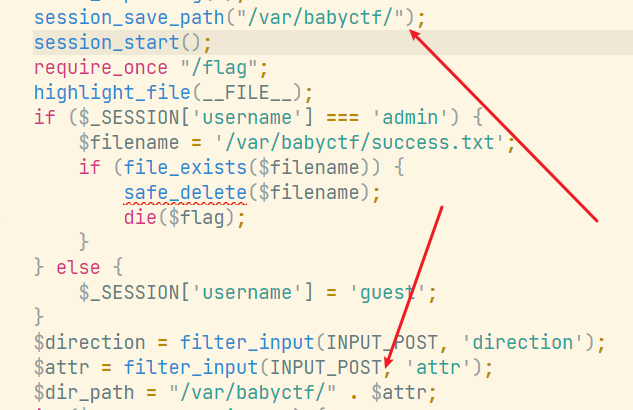 session_save_path("/var/babyctf/");
session_start();
require_once "/flag";
highlight_file(__FILE__);
if ($_SESSION['username'] === 'admin') {
    $filename = '/var/babyctf/success.txt';
    if (file_exists($filename)) {
        safe_delete($filename);
        die($flag);
    }
} else {
    $_SESSION['username'] = 'guest';
}
$direction = filter_input(INPUT_POST, 'direction');
$attr = filter_input(INPUT_POST, 'attr');
$dir_path = "/var/babyctf/" . $attr;